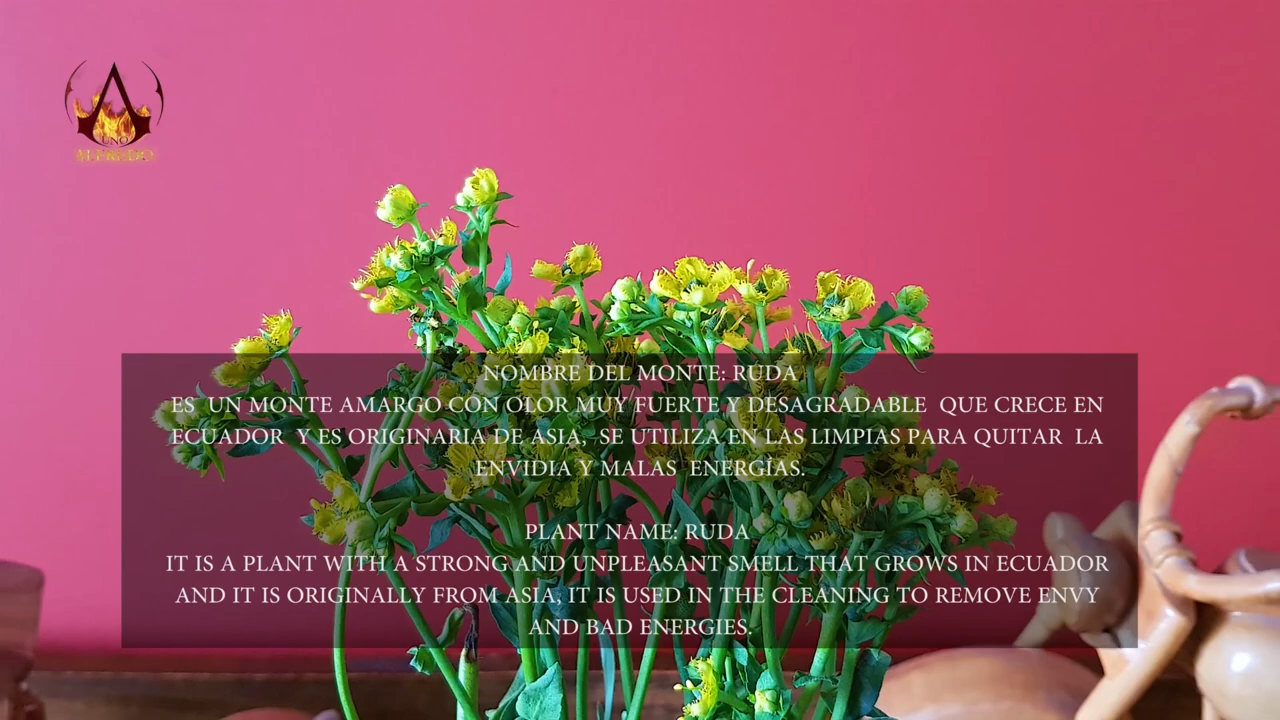 UNO
ALFREDO
NOMBRE DEL MONTE: RUDA
ES UN MONTE AMARGO CON OLOR MUY FUERTE Y DESAGRADABLE QUE CRECE EN
ECUADOR Y ES ORIGINARIA DE ASIA, SE UTILIZA EN LAS LIMPIAS PARA QUITAR LA
ENVIDIA Y MALAS ENERGÍAS.
PLANT NAME: RUDA
IT IS A PLANT WITH A STRONG AND UNPLEASANT SMELL THAT GROWS IN ECUADOR
AND IT IS ORIGINALLY FROM ASIA, IT IS USED IN THE CLEANING TO REMOVE ENVY
AND BAD ENERGIES.